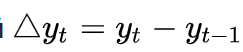 △y_t = y_t − y_{t−1}